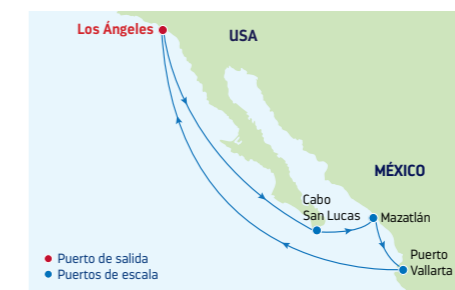 Los Ángeles
USA
MÉXICO
Cabo
San Lucas
Mazatlán
Puerto
Vallarta
Puerto de salida
Puertos de escala